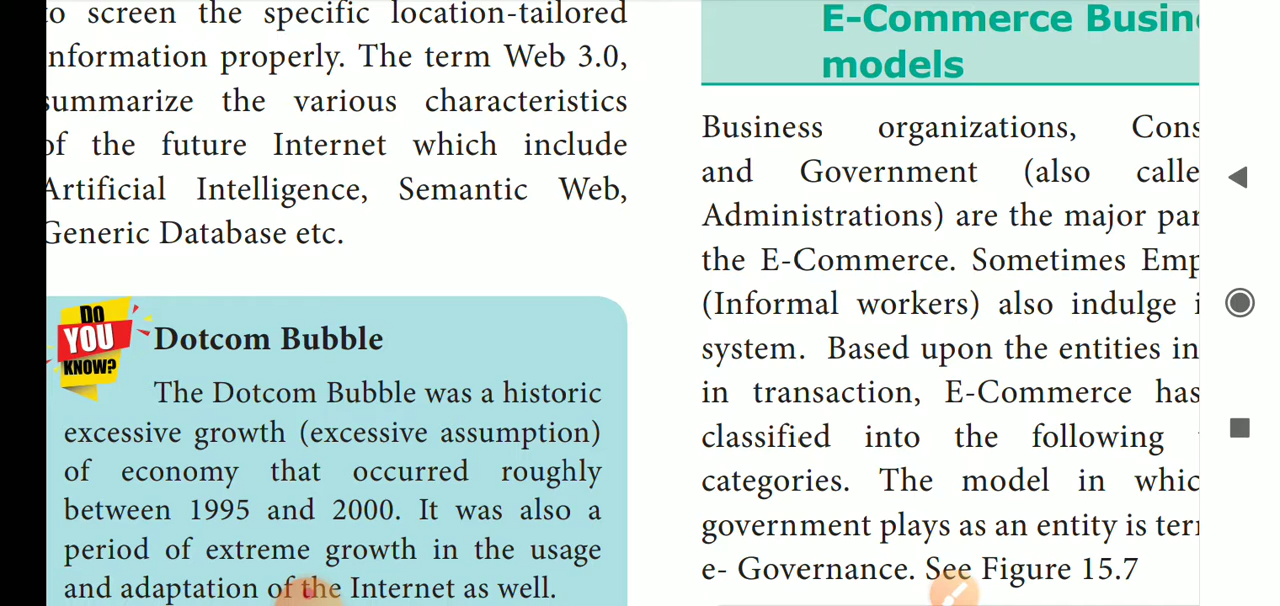 to screen the specific location-tailored
information properly. The term Web 3.0,
summarize the various characteristics
of the future Internet which include
Artificial Intelligence, Semantic Web,
Generic Database etc.
DO
YOU
KNOW?
Dotcom Bubble
The Dotcom Bubble was a historic
excessive growth (excessive assumption)
of economy that occurred roughly
between 1995 and 2000. It was also a
period of extreme growth in the usage
and adaptation of the Internet as well.
E-Commerce Busin
models
Business organizations, Cons
and Government (also calle
Administrations) are the major par
the E-Commerce. Sometimes Emp
(Informal workers) also indulge i
system. Based upon the entities in
in transaction, E-Commerce has
classified into the following
categories. The model in whic
government plays as an entity is ter
e- Governance. See Figure 15.7